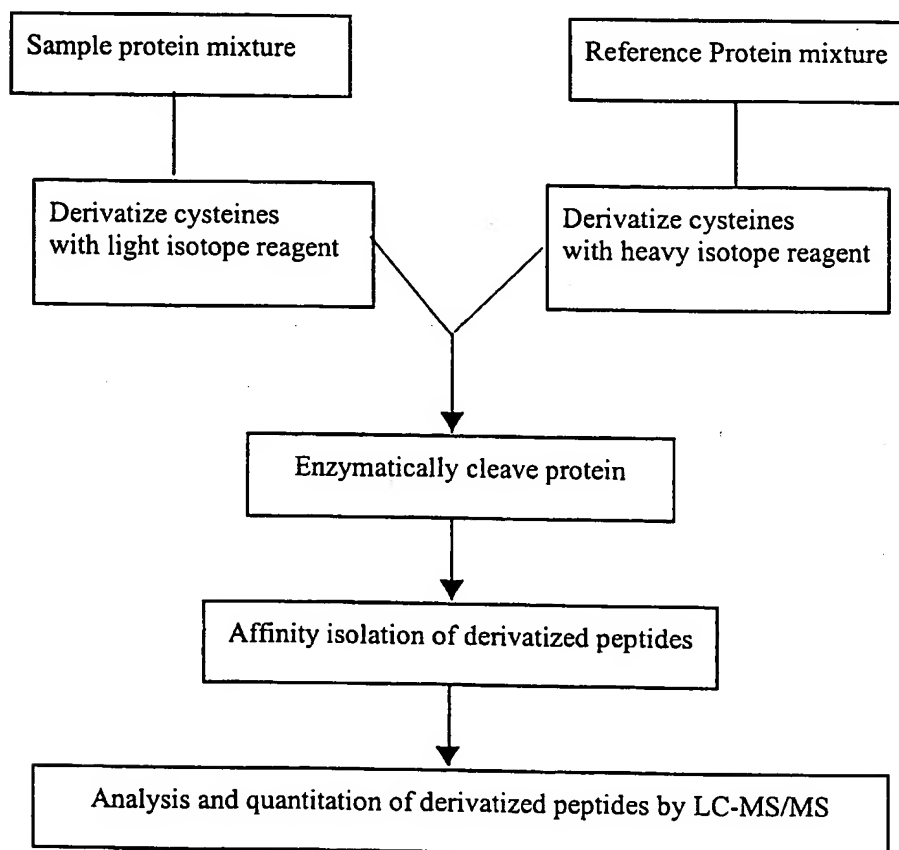 Sample protein mixture
Reference Protein mixture
Derivatize cysteines
with light isotope reagent
Derivatize cysteines
with heavy isotope reagent
Enzymatically cleave protein
Affinity isolation of derivatized peptides
Analysis and quantitation of derivatized peptides by LC-MS/MS